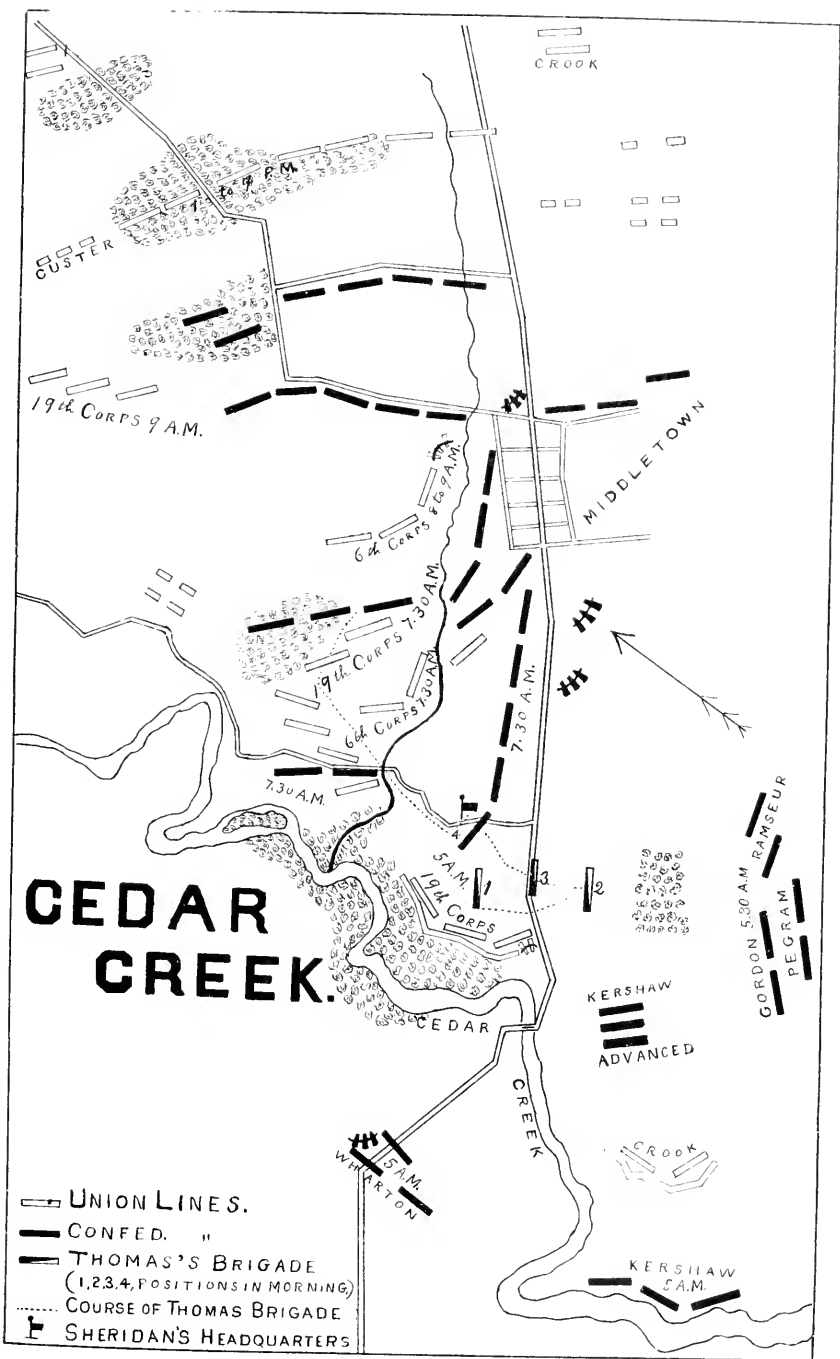 CROOK
1 to 4 P.M.
CUSTER
19th CORPS 9 A.M.
MIDDLETOWN
6th CORPS 8 to 9 A.M.
19th CORPS 7.30 A.M.
6th CORPS 7.30 A.M.
7.30 A.M.
7.30 A.M.
4
5 A.M.
19th CORPS
1
3
2
RAMSEUR
GORDON 5.30 A.M
PEGRAM
CEDAR
CREEK.
KERSHAW
ADVANCED
CEDAR
CREEK
CROOK
WHARTON
5 A.M.
KERSHAW
5 A.M.
UNION LINES.
CONFED. "
THOMAS'S BRIGADE
(1,2,3,4, POSITIONS IN MORNING,)
COURSE OF THOMAS BRIGADE
SHERIDAN'S HEADQUARTERS